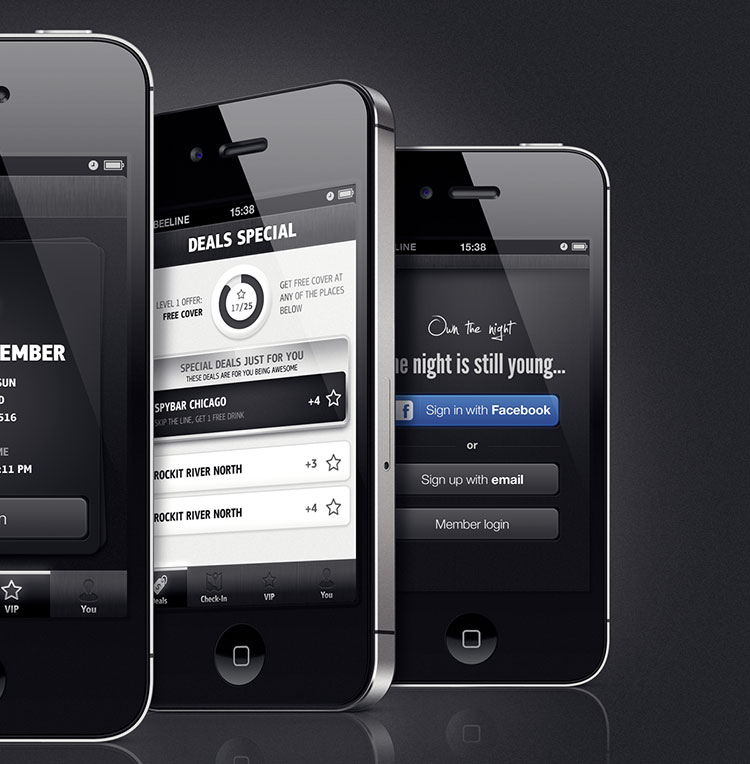 EMBER
SUN
516
:11 PM
VIP
You
BEELINE
15:38
DEALS SPECIAL
LEVEL 1 OFFER:
FREE COVER
17/25
GET FREE COVER AT
ANY OF THE PLACES
BELOW
SPECIAL DEALS JUST FOR YOU
THESE DEALS ARE FOR YOU BEING AWESOME
SPYBAR CHICAGO
+4
SKIP THE LINE, GET 1 FREE DRINK
ROCKIT RIVER NORTH
+3
ROCKIT RIVER NORTH
+4
eals
Check-In
VIP
You
LINE
15:38
Own the night
he night is still young...
f
Sign in with Facebook
or
Sign up with email
Member login